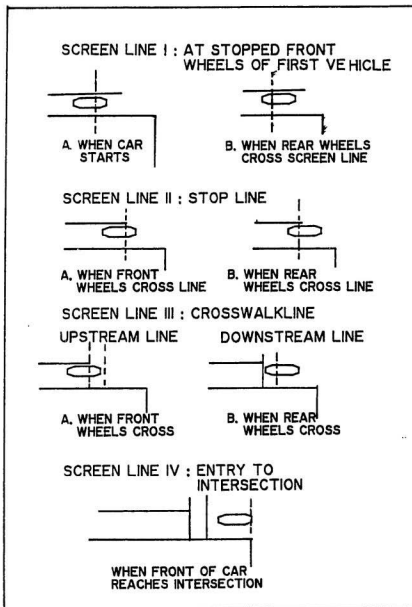 SCREEN LINE I : AT STOPPED FRONT
WHEELS OF FIRST VEHICLE
A. WHEN CAR
STARTS
B. WHEN REAR WHEELS
CROSS SCREEN LINE
SCREEN LINE II : STOP LINE
A. WHEN FRONT
WHEELS CROSS LINE
B. WHEN REAR
WHEELS CROSS LINE
SCREEN LINE III : CROSSWALKLINE
UPSTREAM LINE
DOWNSTREAM LINE
A. WHEN FRONT
WHEELS CROSS
B. WHEN REAR
WHEELS CROSS
SCREEN LINE IV : ENTRY TO
INTERSECTION
WHEN FRONT OF CAR
REACHES INTERSECTION